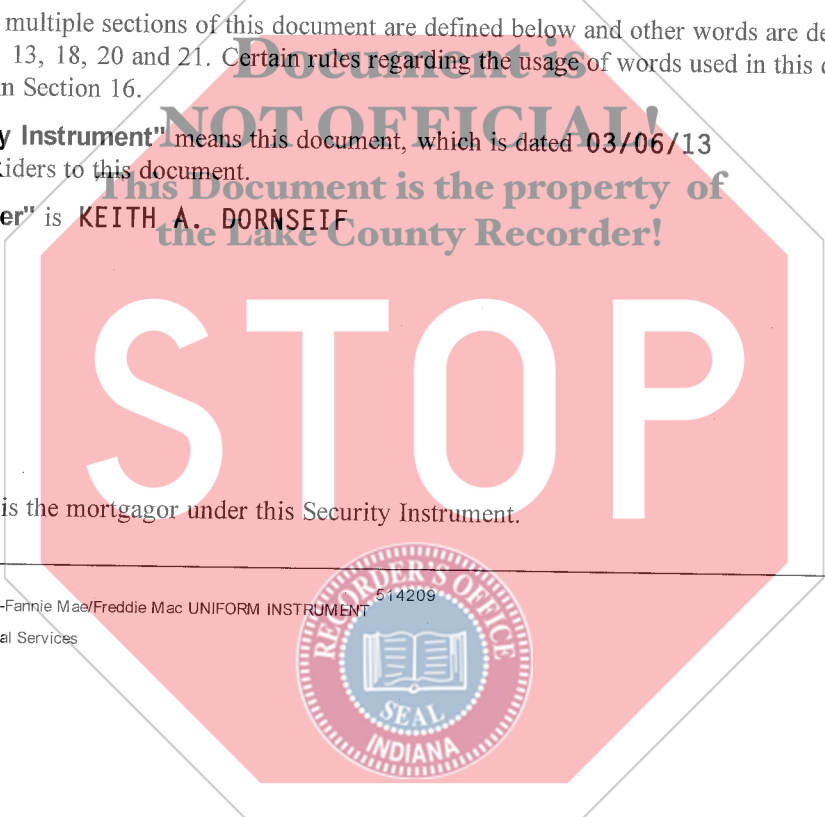 multiple sections of this document are defined below and other words are de
13, 18, 20 and 21. Certain rules regarding the usage of words used in this
n Section 16.
Document is
NOT OFFICIAL!
This Document is the property of
the Lake County Recorder!
y Instrument" means this document, which is dated 03/06/13
Riders to this document.
er" is KEITH A. DORNSEIF
STOP
is the mortgagor under this Security Instrument.
-Fannie Mae/Freddie Mac UNIFORM INSTRUMENT 514209
al Services
RECORDER'S OFFICE
SEAL
INDIANA